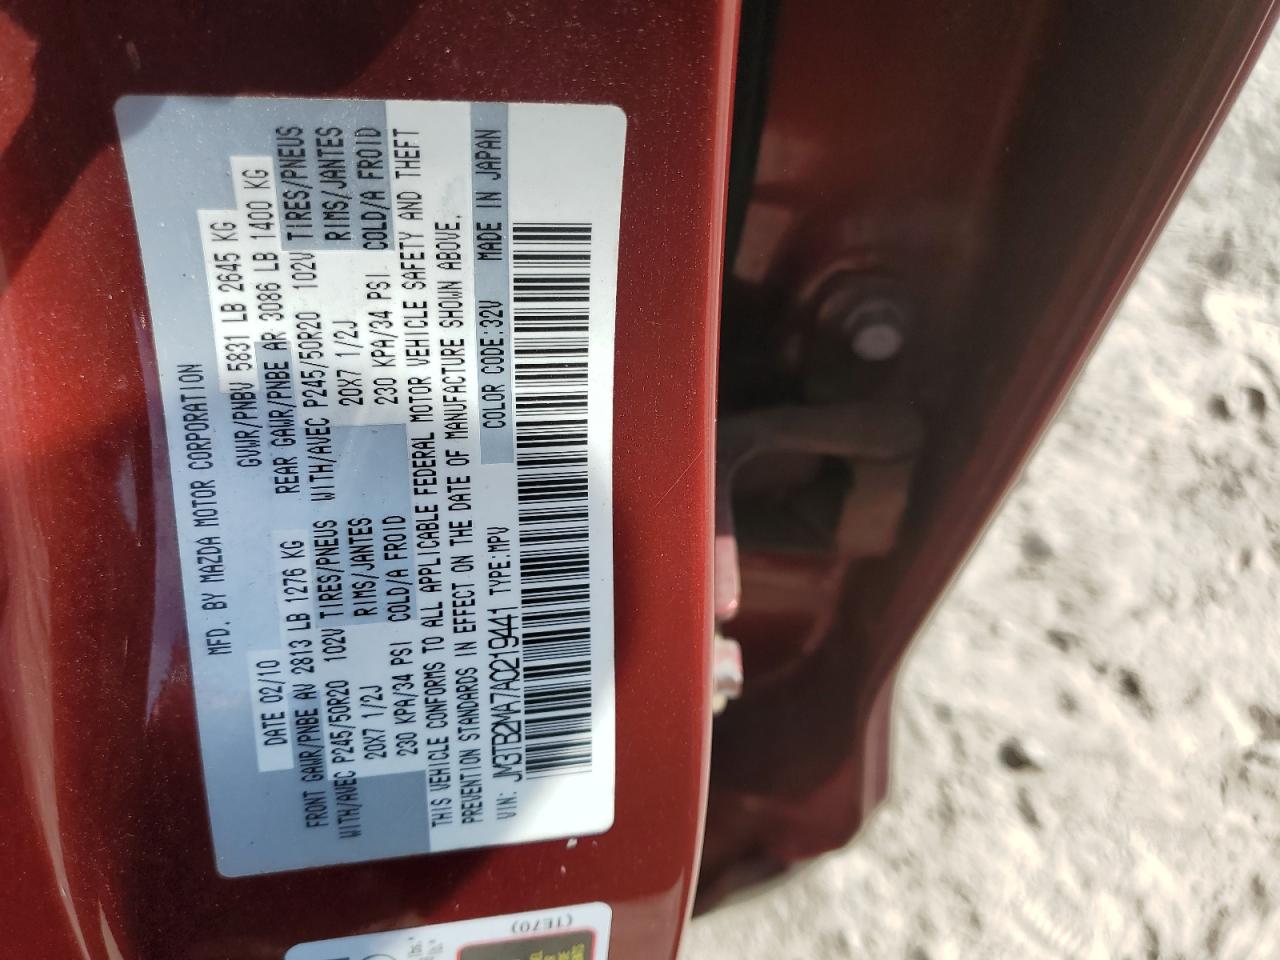 MFD. BY MAZDA MOTOR CORPORATION
DATE 02/10 GVWR/PNBV 5831 LB 2645 KG
FRONT GAWR/PNBE AV 2813 LB 1276 KG REAR GAWR/PNBE AR 3086 LB 1400 KG
WITH/AVEC P245/50R20 102V TIRES/PNEUS WITH/AVEC P245/50R20 102V TIRES/PNEUS
20X7 1/2J RIMS/JANTES 20X7 1/2J RIMS/JANTES
230 KPA/34 PSI COLD/A FROID 230 KPA/34 PSI COLD/A FROID
THIS VEHICLE CONFORMS TO ALL APPLICABLE FEDERAL MOTOR VEHICLE SAFETY AND THEFT
PREVENTION STANDARDS IN EFFECT ON THE DATE OF MANUFACTURE SHOWN ABOVE.
VIN: JM3TB2MA7A0219441 TYPE:MPV COLOR CODE:32V MADE IN JAPAN
(1E70)